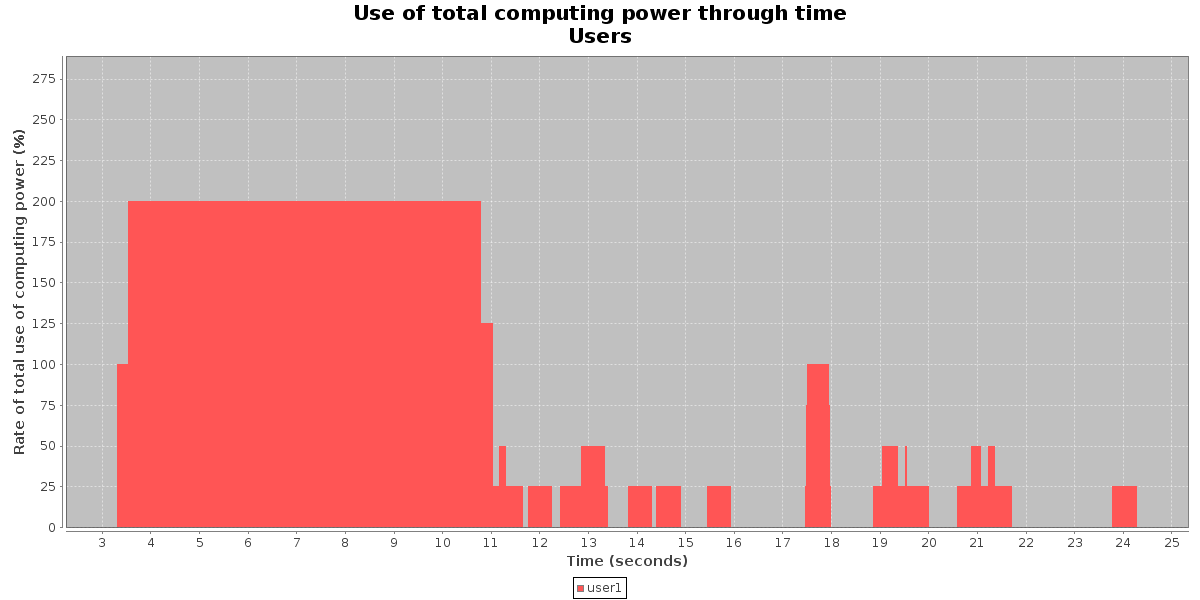 Use of total computing power through time
Users
Rate of total use of computing power (%)
275
250
225
200
175
150
125
100
75
50
25
0
3 4 5 6 7 8 9 10 11 12 13 14 15 16 17 18 19 20 21 22 23 24 25
Time (seconds)
user1